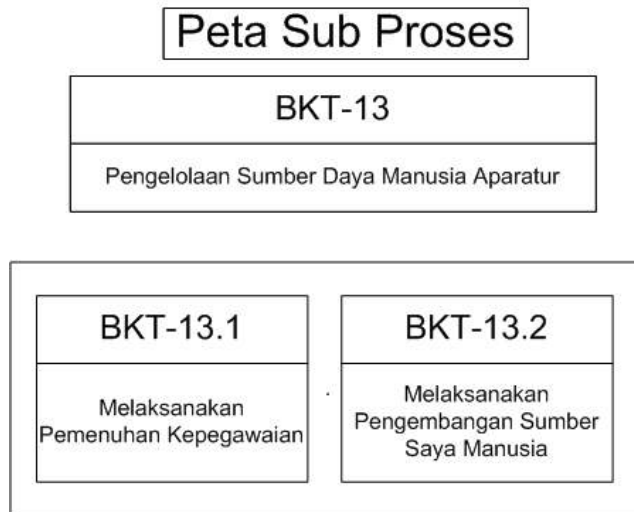 Peta Sub Proses
BKT-13
Pengelolaan Sumber Daya Manusia Aparatur
BKT-13.1
Melaksanakan
Pemenuhan Kepegawaian
BKT-13.2
Melaksanakan
Pengembangan Sumber
Saya Manusia